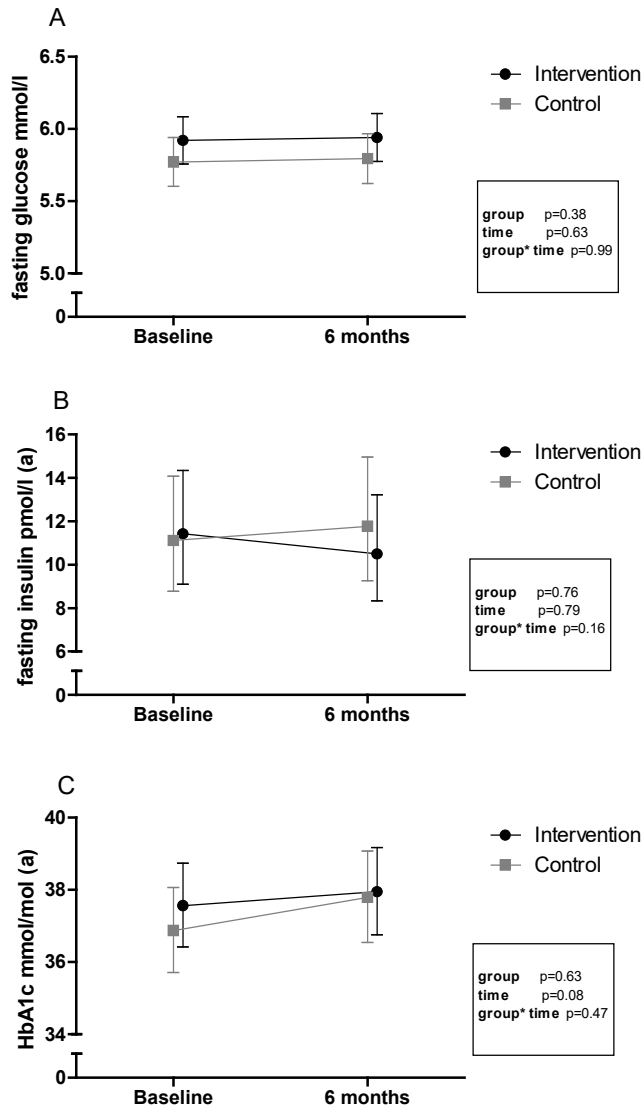 A
fasting glucose mmol/l
6.5
6.0
5.5
5.0
0
Baseline
6 months
Intervention
Control
group p=0.38
time p=0.63
group* time p=0.99
B
fasting insulin pmol/l (a)
16
14
12
10
8
6
0
Baseline
6 months
Intervention
Control
group p=0.76
time p=0.79
group* time p=0.16
C
HbA1c mmol/mol (a)
40
38
36
34
0
Baseline
6 months
Intervention
Control
group p=0.63
time p=0.08
group* time p=0.47